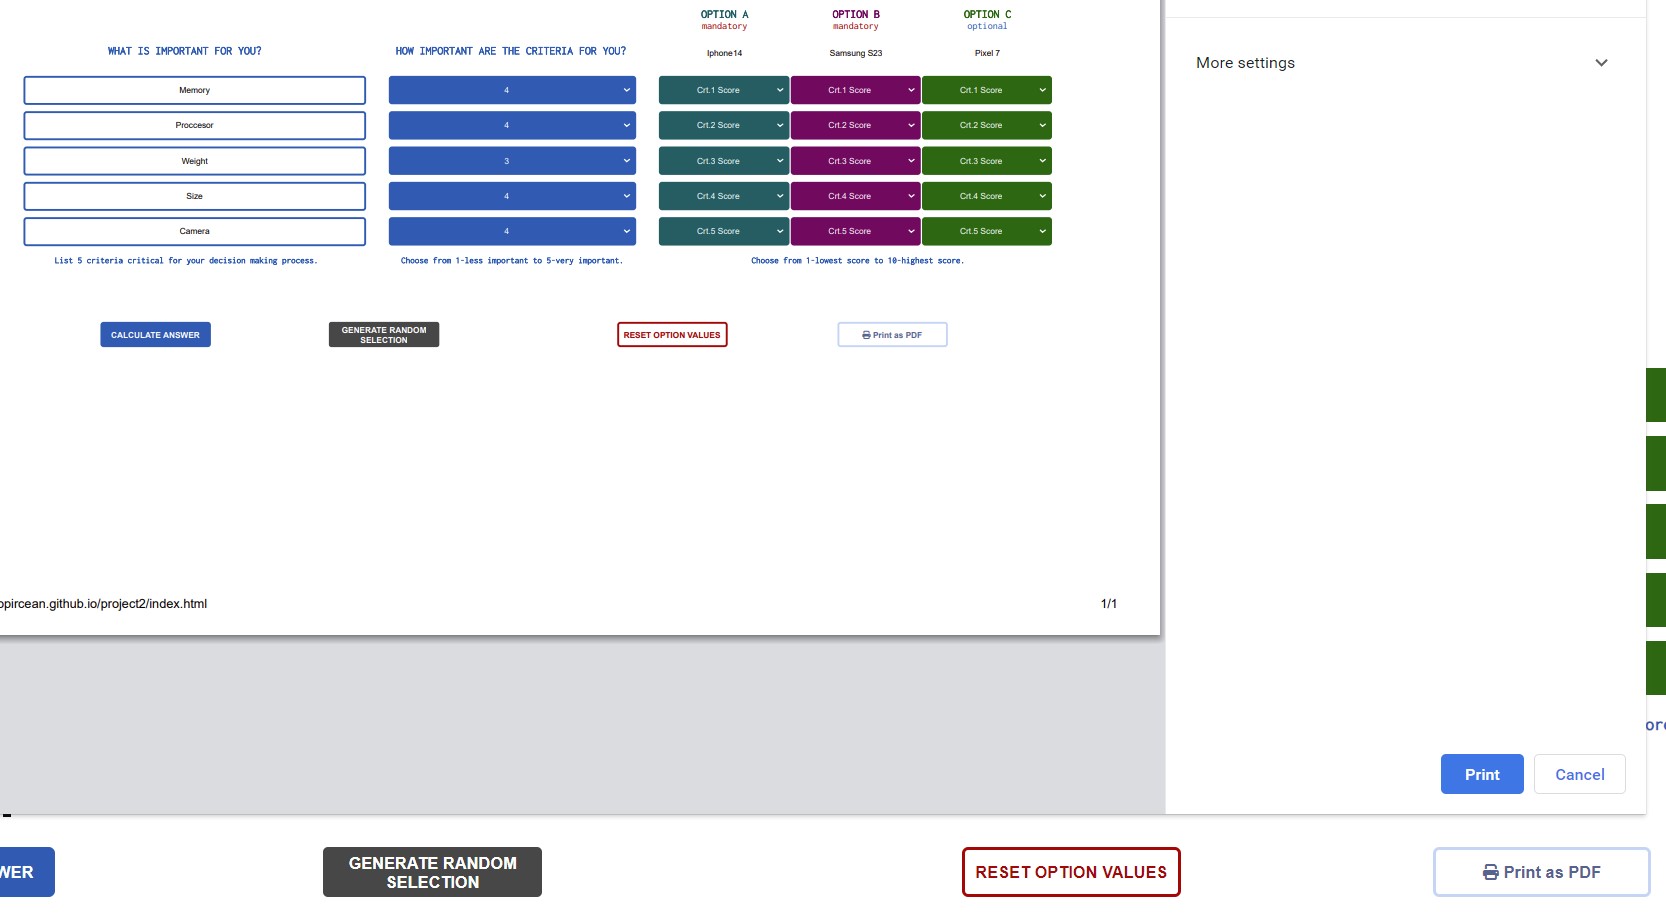 OPTION A OPTION B OPTION C
mandatory mandatory optional
WHAT IS IMPORTANT FOR YOU? HOW IMPORTANT ARE THE CRITERIA FOR YOU? Iphone14 Samsung S23 Pixel 7
More settings
Memory 4 Crt.1 Score Crt.1 Score Crt.1 Score
Proccesor 4 Crt.2 Score Crt.2 Score Crt.2 Score
Weight 3 Crt.3 Score Crt.3 Score Crt.3 Score
Size 4 Crt.4 Score Crt.4 Score Crt.4 Score
Camera 4 Crt.5 Score Crt.5 Score Crt.5 Score
List 5 criteria critical for your decision making process. Choose from 1-less important to 5-very important. Choose from 1-lowest score to 10-highest score.
CALCULATE ANSWER GENERATE RANDOM SELECTION RESET OPTION VALUES Print as PDF
opircean.github.io/project2/index.html 1/1
Print Cancel
WER GENERATE RANDOM SELECTION RESET OPTION VALUES Print as PDF